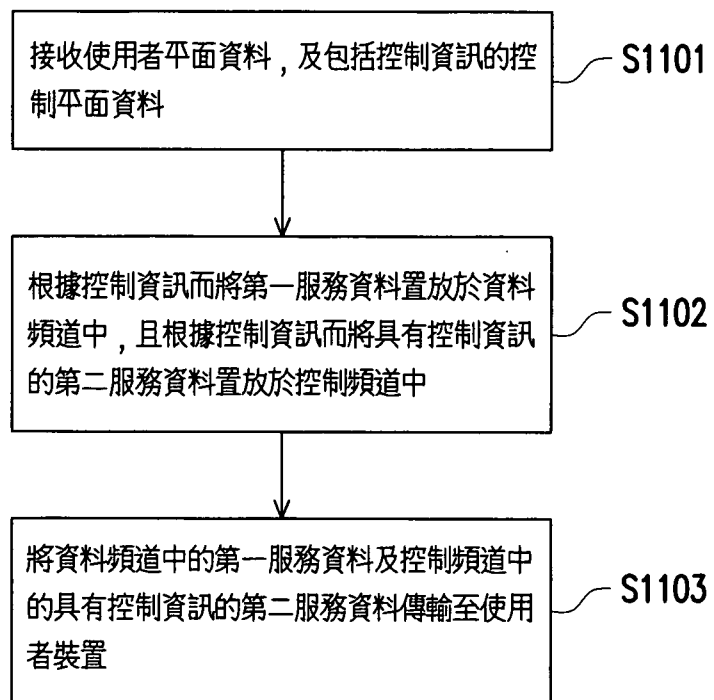 接收使用者平面資料,及包括控制資訊的控
制平面資料
S1101
根據控制資訊而將第一服務資料置放於資料
頻道中,且根據控制資訊而將具有控制資訊
的第二服務資料置放於控制頻道中
S1102
將資料頻道中的第一服務資料及控制頻道中
的具有控制資訊的第二服務資料傳輸至使用
者裝置
S1103